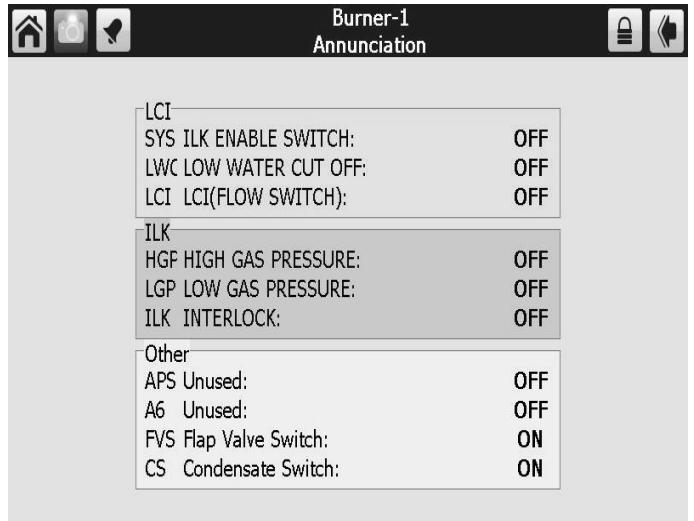 Burner-1
Annunciation
LCI
SYS ILK ENABLE SWITCH: OFF
LWC LOW WATER CUT OFF: OFF
LCI LCI(FLOW SWITCH): OFF
ILK
HGP HIGH GAS PRESSURE: OFF
LGP LOW GAS PRESSURE: OFF
ILK INTERLOCK: OFF
Other
APS Unused: OFF
A6 Unused: OFF
FVS Flap Valve Switch: ON
CS Condensate Switch: ON